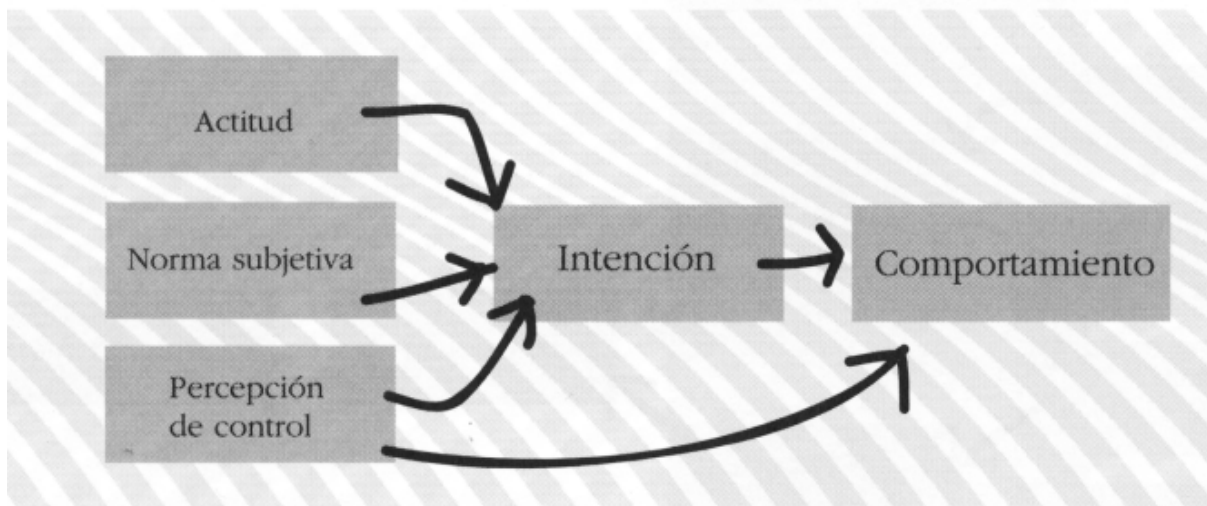 Actitud
Norma subjetiva
Intención
Comportamiento
Percepción
de control